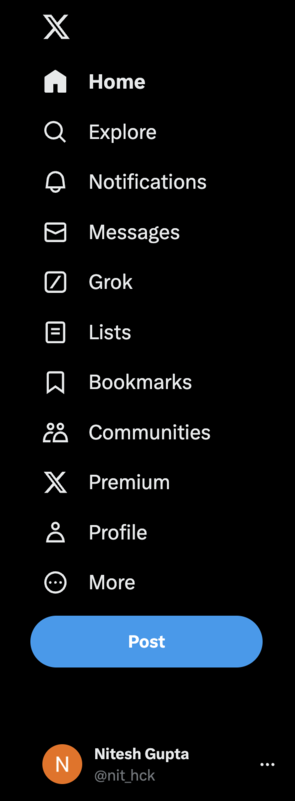 Home
Explore
Notifications
Messages
Grok
Lists
Bookmarks
Communities
Premium
Profile
More
Post
N
Nitesh Gupta
@nit_hck